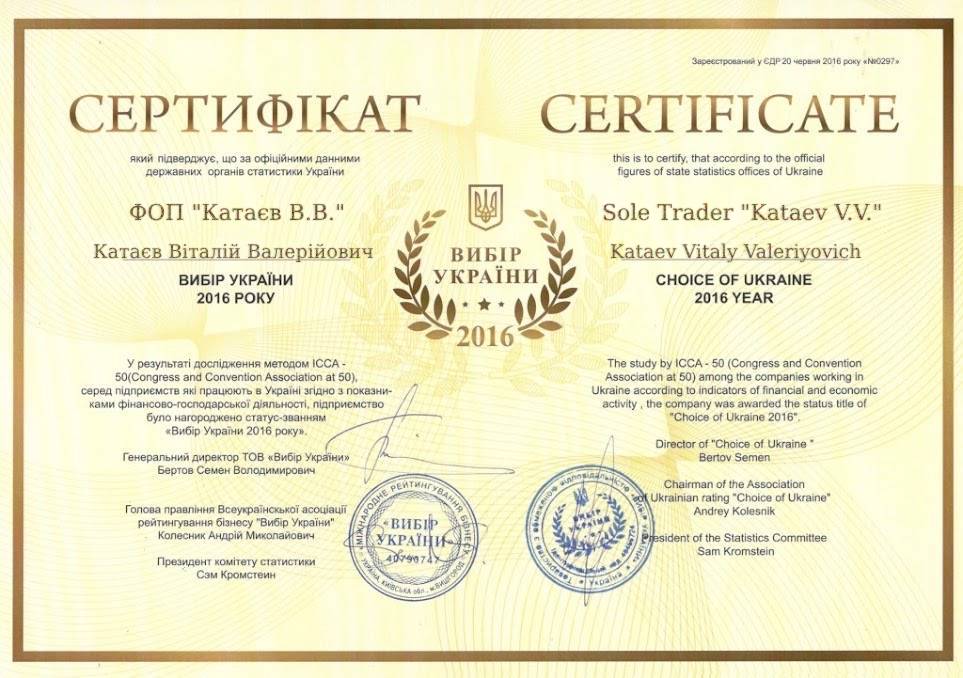 Зареєстрований у ЄДР 20 червня 2016 року «№0297»
СЕРТИФІКАТ
який підверджує, що за офіційними данними
державних органів статистики України
ФОП "Катаєв В.В."
Катаєв Віталій Валерійович
ВИБІР УКРАЇНИ
2016 РОКУ
У результаті дослідження методом ICCA -
50(Congress and Convention Association at 50),
серед підприємств які працюють в Україні згідно з показни-
ками фінансово-господарської діяльності, підприємство
було нагороджено статус-званням
«Вибір України 2016 року».
Генеральний директор ТОВ «Вибір України»
Бертов Семен Володимирович
Голова правління Всеукраїнської асоціації
рейтингування бізнесу "Вибір України"
Колесник Андрій Миколайович
Президент комітету статистики
Сэм Кромстеин
ВИБІР
УКРАЇНИ
2016
CERTIFICATE
this is to certify, that according to the official
figures of state statistics offices of Ukraine
Sole Trader "Kataev V.V."
Kataev Vitaly Valeriyovich
CHOICE OF UKRAINE
2016 YEAR
The study by ICCA - 50 (Congress and Convention
Association at 50) among the companies working in
Ukraine according to indicators of financial and economic
activity , the company was awarded the status title of
"Choice of Ukraine 2016".
Director of "Choice of Ukraine "
Bertov Semen
Chairman of the Association
of Ukrainian rating "Choice of Ukraine"
Andrey Kolesnik
President of the Statistics Committee
Sam Kromstein
МІЖНАРОДНЕ РЕЙТИНГУВАННЯ БІЗНЕСУ
«ВИБІР
УКРАЇНИ»
40790747
УКРАЇНА, КИЇВСЬКА обл., м.ВИШГОРОД
ВИБІР
УКРАЇНИ
Україна